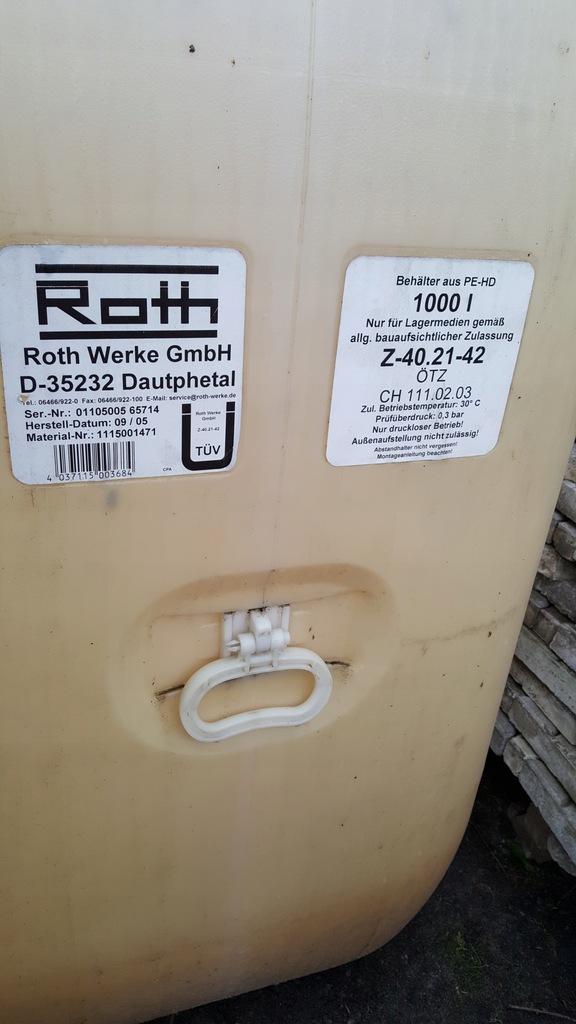 Roth
Roth Werke GmbH
D-35232 Dautphetal
Tel.: 06466/922-0 Fax: 06466/922-100 E-Mail: service@roth-werke.de
Ser.-Nr.: 01105005 65714
Herstell-Datum: 09 / 05
Material-Nr.: 1115001471
4 037115 003684
CPA
Roth Werke
GmbH
Z-40.21-42
Ü
TÜV
Behälter aus PE-HD
1000 l
Nur für Lagermedien gemäß
allg. bauaufsichtlicher Zulassung
Z-40.21-42
ÖTZ
CH 111.02.03
Zul. Betriebstemperatur: 30° C
Prüfüberdruck: 0,3 bar
Nur druckloser Betrieb!
Außenaufstellung nicht zulässig!
Abstandhalter nicht vergessen!
Montageanleitung beachten!